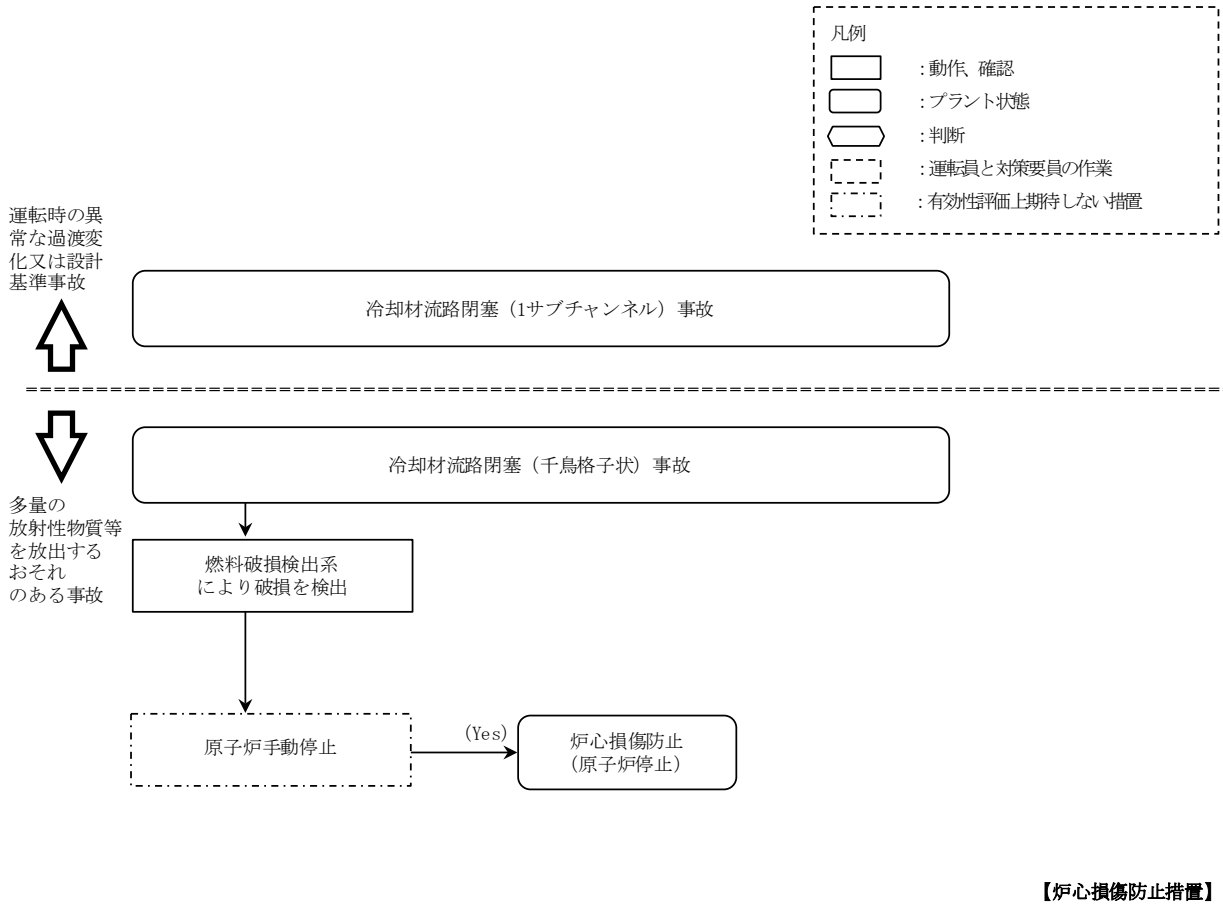 凡例
：動作、確認
：プラント状態
：判断
：運転員と対策要員の作業
：有効性評価上期待しない措置
運転時の異
常な過渡変
化又は設計
基準事故
冷却材流路閉塞（1サブチャンネル）事故
冷却材流路閉塞（千鳥格子状）事故
多量の
放射性物質等
を放出する
おそれ
のある事故
燃料破損検出系
により破損を検出
原子炉手動停止
(Yes)
炉心損傷防止
（原子炉停止）
【炉心損傷防止措置】